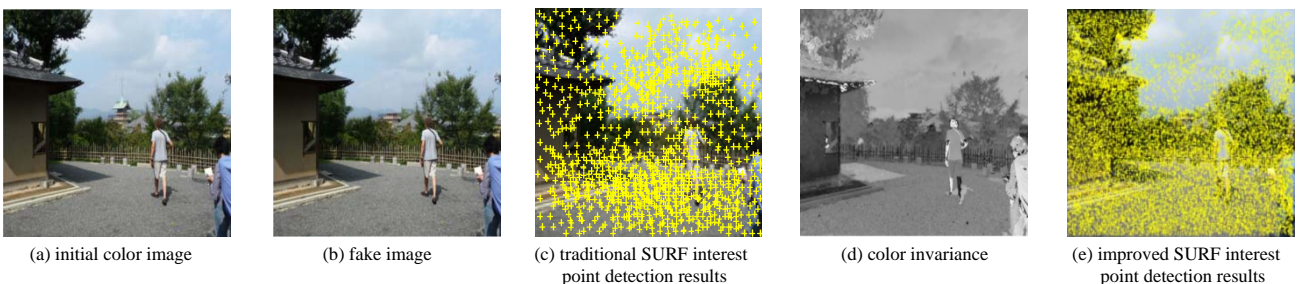 (a) initial color image
(b) fake image
(c) traditional SURF interest
point detection results
(d) color invariance
(e) improved SURF interest
point detection results